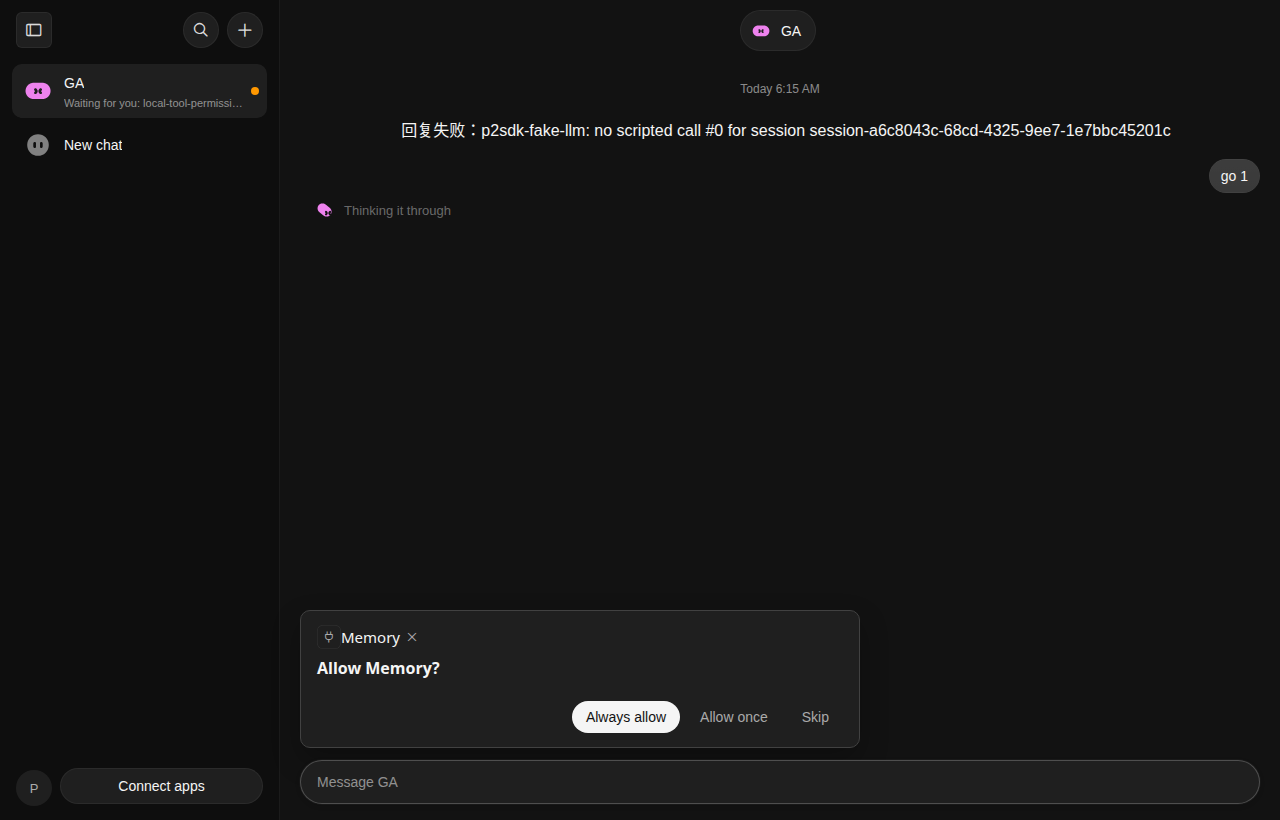 GA
Waiting for you: local-tool-permissi…
New chat
P
Connect apps
GA
Today 6:15 AM
回复失败：p2sdk-fake-llm: no scripted call #0 for session session-a6c8043c-68cd-4325-9ee7-1e7bbc45201c
go 1
Thinking it through
Memory
Allow Memory?
Always allow
Allow once
Skip
Message GA